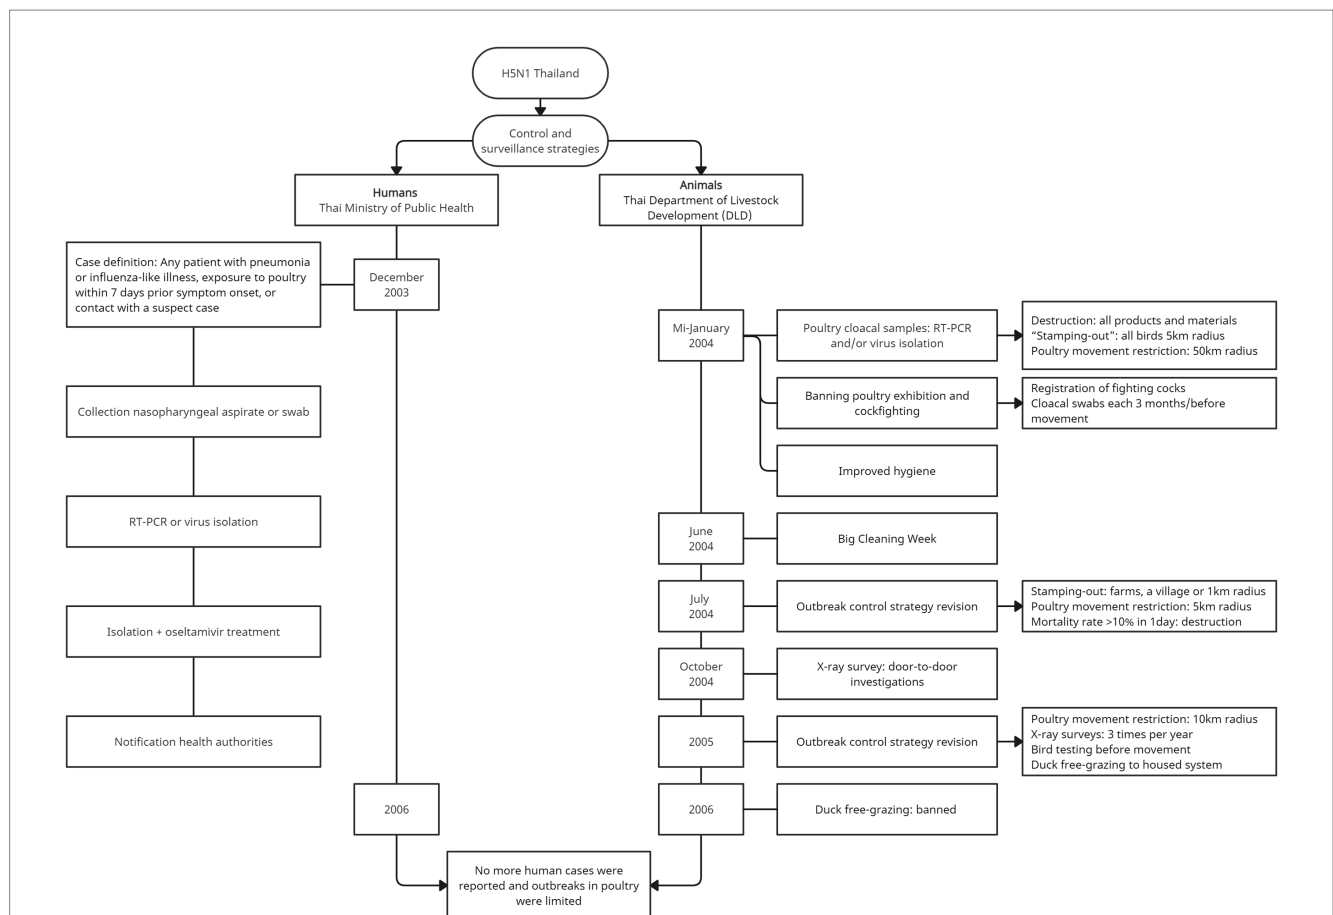 H5N1 Thailand
Control and
surveillance strategies
Humans
Thai Ministry of Public Health
Animals
Thai Department of Livestock
Development (DLD)
Case definition: Any patient with pneumonia
or influenza-like illness, exposure to poultry
within 7 days prior symptom onset, or
contact with a suspect case
December
2003
Collection nasopharyngeal aspirate or swab
RT-PCR or virus isolation
Isolation + oseltamivir treatment
Notification health authorities
2006
Mi-January
2004
Poultry cloacal samples: RT-PCR
and/or virus isolation
Destruction: all products and materials
“Stamping-out": all birds 5km radius
Poultry movement restriction: 50km radius
Banning poultry exhibition and
cockfighting
Registration of fighting cocks
Cloacal swabs each 3 months/before
movement
Improved hygiene
June
2004
Big Cleaning Week
July
2004
Outbreak control strategy revision
Stamping-out: farms, a village or 1km radius
Poultry movement restriction: 5km radius
Mortality rate >10% in 1day: destruction
October
2004
X-ray survey: door-to-door
investigations
2005
Outbreak control strategy revision
Poultry movement restriction: 10km radius
X-ray surveys: 3 times per year
Bird testing before movement
Duck free-grazing to housed system
2006
Duck free-grazing: banned
No more human cases were
reported and outbreaks in poultry
were limited